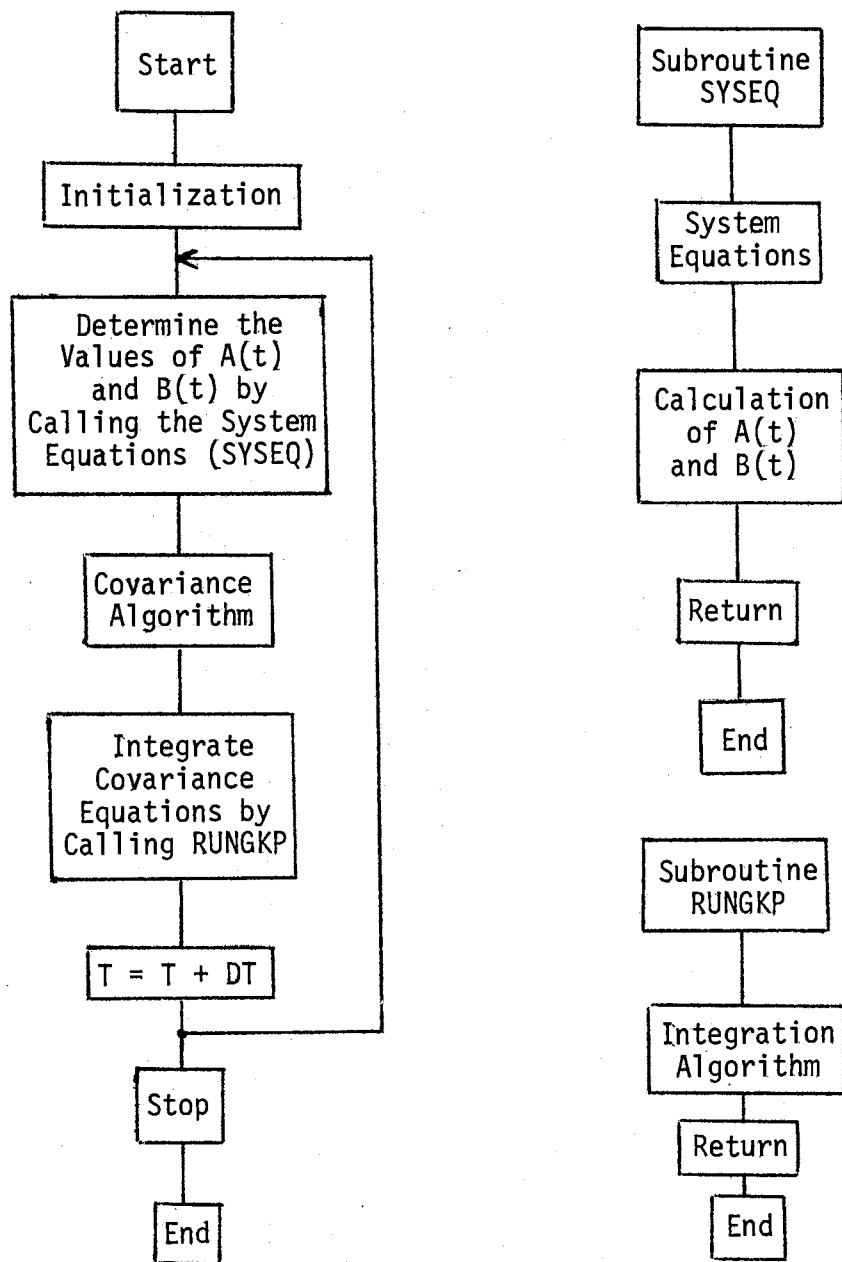 Start
Initialization
Determine the
Values of A(t)
and B(t) by
Calling the System
Equations (SYSEQ)
Covariance
Algorithm
Integrate
Covariance
Equations by
Calling RUNGKP
T = T + DT
Stop
End
Subroutine
SYSEQ
System
Equations
Calculation
of A(t)
and B(t)
Return
End
Subroutine
RUNGKP
Integration
Algorithm
Return
End